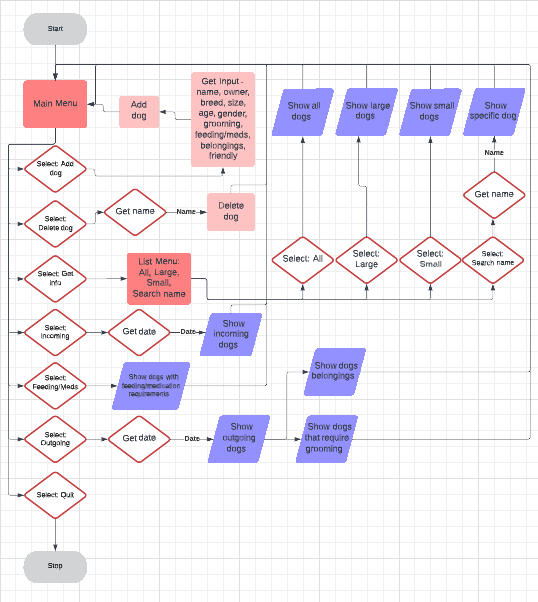 Start
Main Menu
Add
dog
Get Input -
name, owner,
breed, size,
age, gender,
grooming,
feeding/meds,
belongings,
friendly
Show all
dogs
Show large
dogs
Show small
dogs
Show
specific dog
Name
Select: Add
dog
Get name
Select:
Delete dog
Get name
Name
Delete
dog
Select: Get
Info
List Menu:
All, Large,
Small,
Search name
Select: All
Select:
Large
Select:
Small
Select:
Search name
Select:
Incoming
Get date
Date
Show
incoming
dogs
Select:
Feeding/Meds
Show dogs with
feeding/medication
requirements
Show dogs
belongings
Select:
Outgoing
Get date
Date
Show
outgoing
dogs
Show dogs
that require
grooming
Select: Quit
Stop